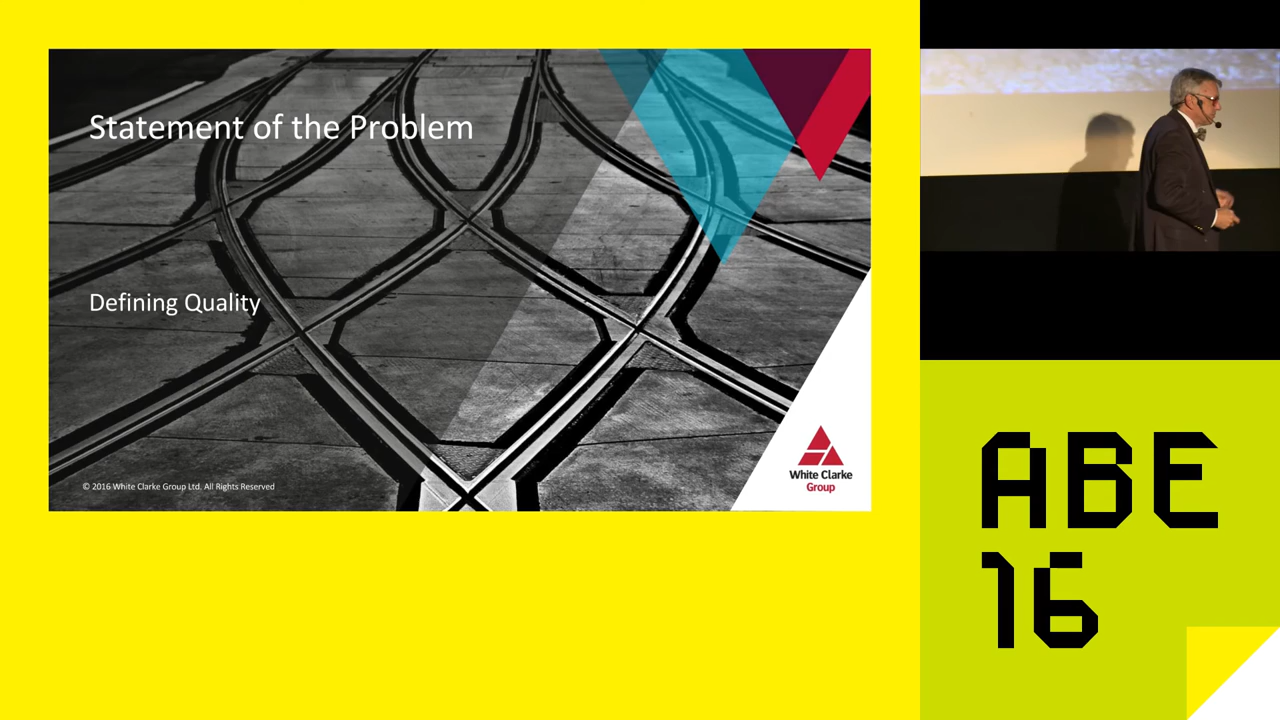 Statement of the Problem
Defining Quality
© 2016 White Clarke Group Ltd. All Rights Reserved
White Clarke
Group
ABE
16